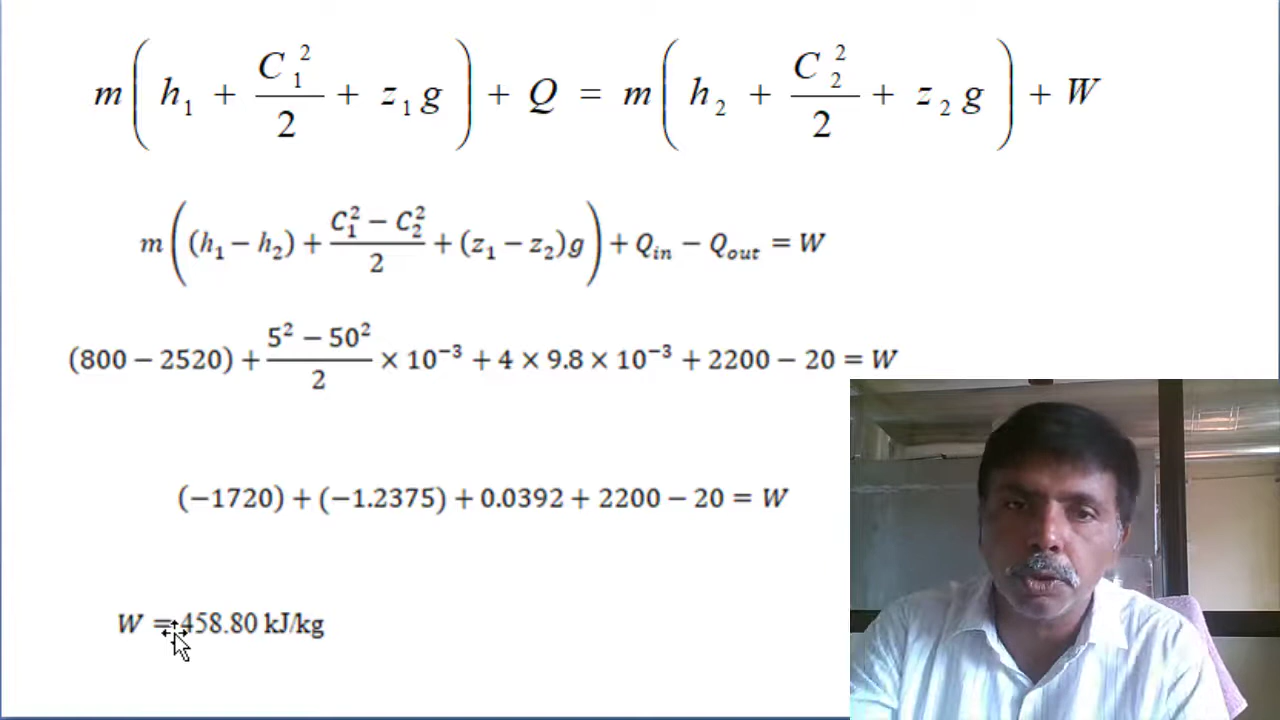 m ( h₁ + C₁²/2 + z₁g ) + Q = m ( h₂ + C₂²/2 + z₂g ) + W
m ( (h₁ − h₂) + (C₁² − C₂²)/2 + (z₁ − z₂)g ) + Qᵢₙ − Qₒᵤₜ = W
(800 − 2520) + (5² − 50²)/2 × 10⁻³ + 4 × 9.8 × 10⁻³ + 2200 − 20 = W
(−1720) + (−1.2375) + 0.0392 + 2200 − 20 = W
W = 458.80 kJ/kg